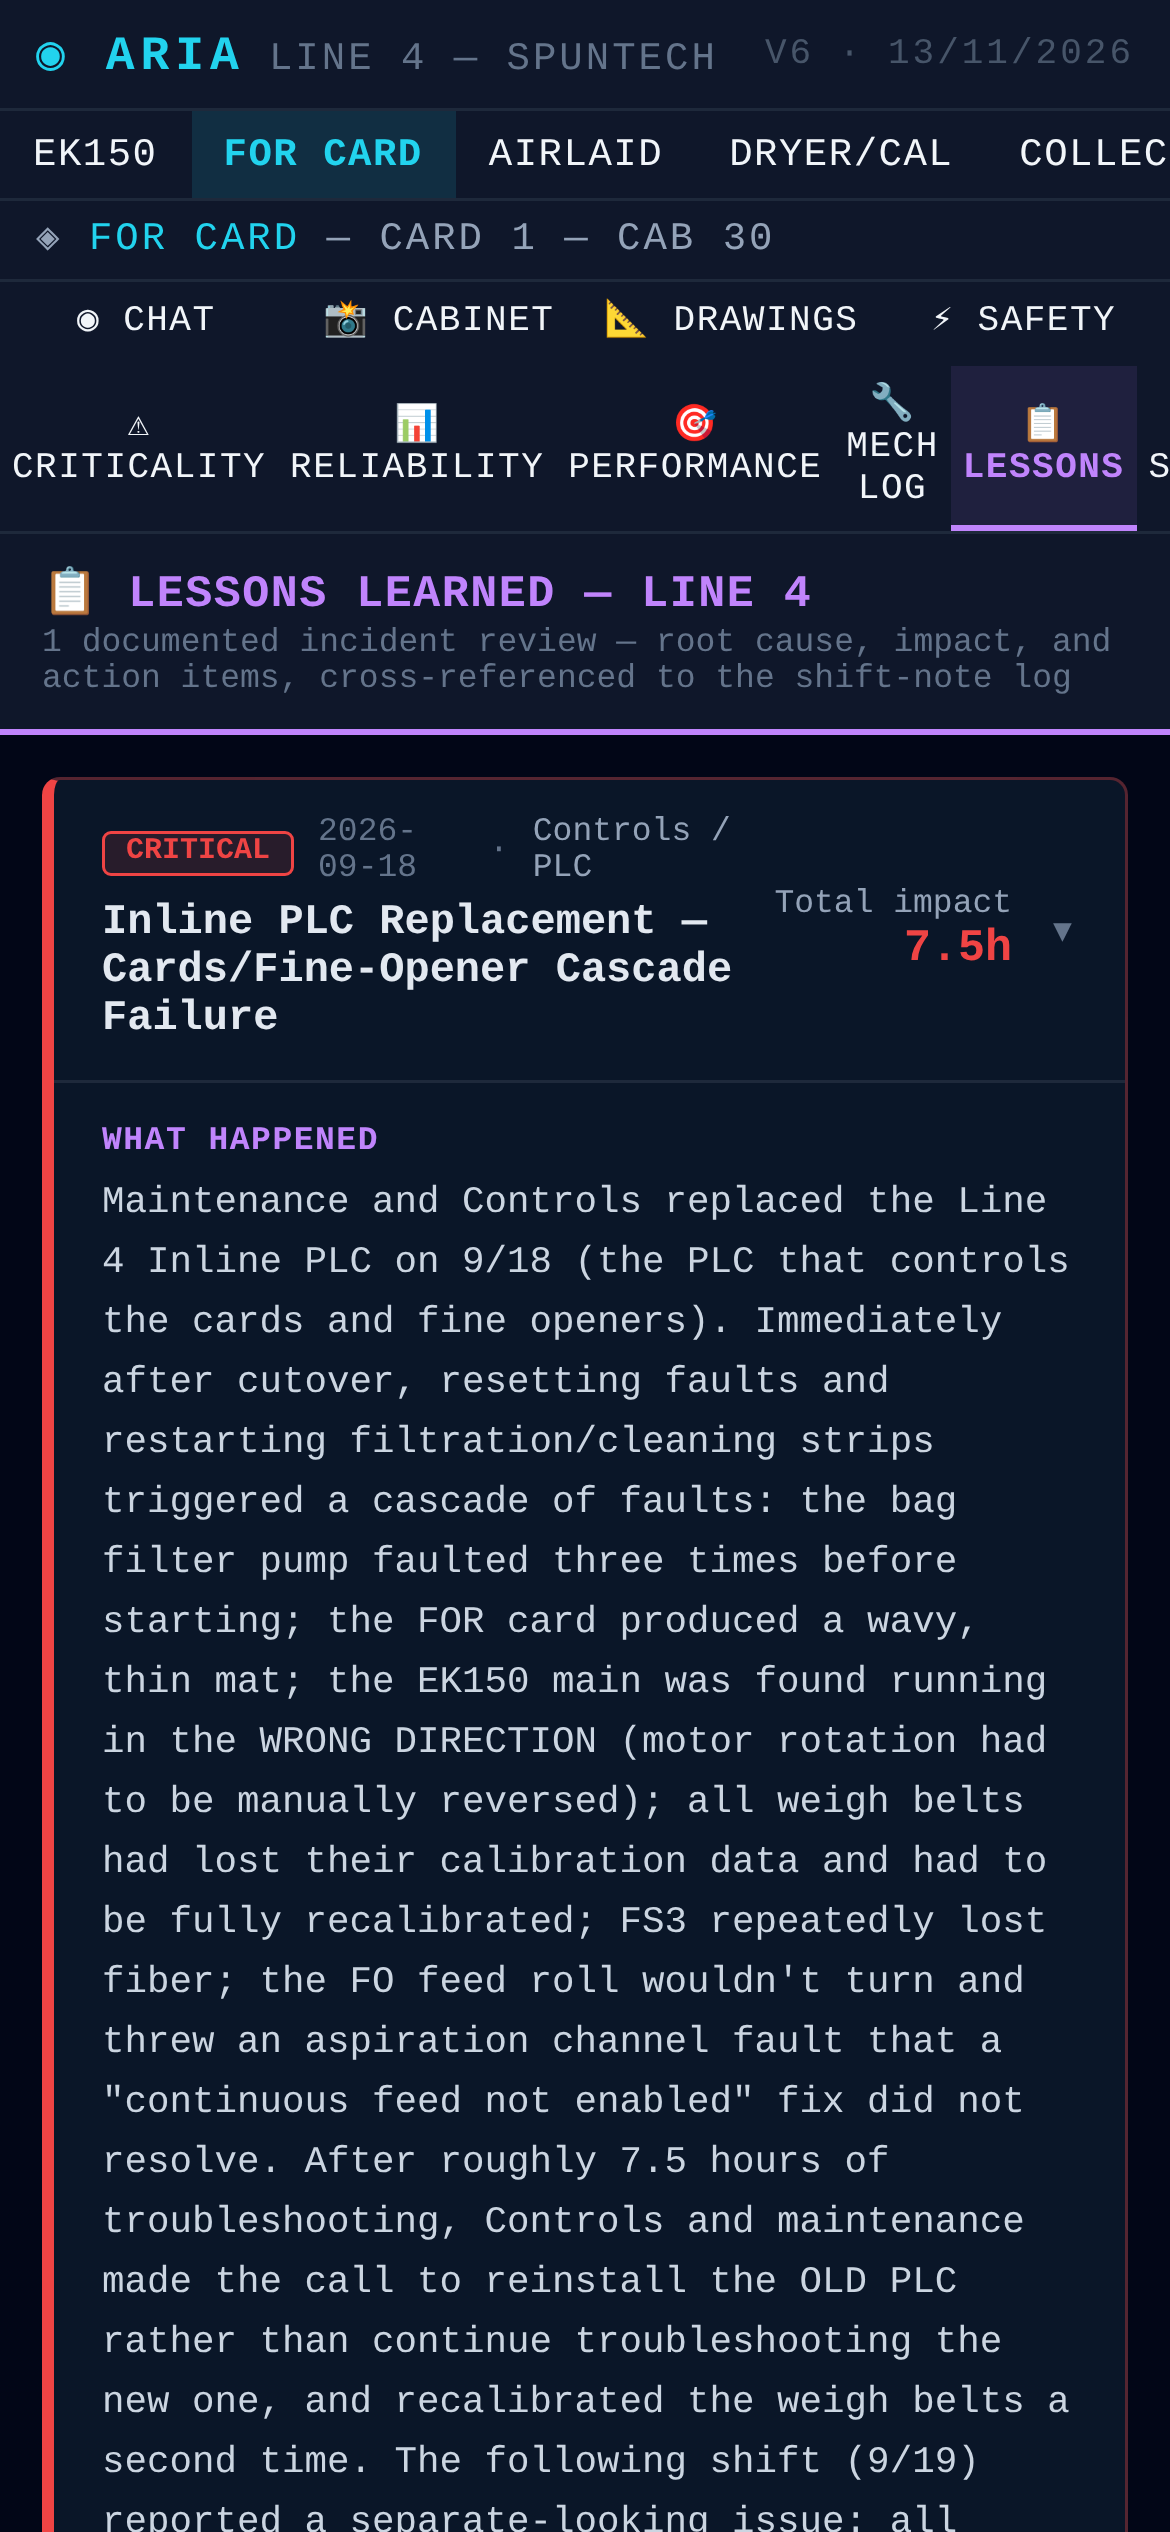 ◉ ARIA LINE 4 — SPUNTECH V6 · 13/11/2026
EK150 FOR CARD AIRLAID DRYER/CAL COLLEC
◈ FOR CARD — CARD 1 — CAB 30
◉ CHAT 📸 CABINET 📐 DRAWINGS ⚡ SAFETY
⚠ CRITICALITY 📊 RELIABILITY 🎯 PERFORMANCE 🔧 MECH LOG 📋 LESSONS S
📋 LESSONS LEARNED — LINE 4
1 documented incident review — root cause, impact, and
action items, cross-referenced to the shift-note log
CRITICAL 2026-09-18 · Controls / PLC
Inline PLC Replacement —
Cards/Fine-Opener Cascade
Failure
Total impact
7.5h ▼
WHAT HAPPENED
Maintenance and Controls replaced the Line
4 Inline PLC on 9/18 (the PLC that controls
the cards and fine openers). Immediately
after cutover, resetting faults and
restarting filtration/cleaning strips
triggered a cascade of faults: the bag
filter pump faulted three times before
starting; the FOR card produced a wavy,
thin mat; the EK150 main was found running
in the WRONG DIRECTION (motor rotation had
to be manually reversed); all weigh belts
had lost their calibration data and had to
be fully recalibrated; FS3 repeatedly lost
fiber; the FO feed roll wouldn't turn and
threw an aspiration channel fault that a
"continuous feed not enabled" fix did not
resolve. After roughly 7.5 hours of
troubleshooting, Controls and maintenance
made the call to reinstall the OLD PLC
rather than continue troubleshooting the
new one, and recalibrated the weigh belts a
second time. The following shift (9/19)
reported a separate-looking issue: all